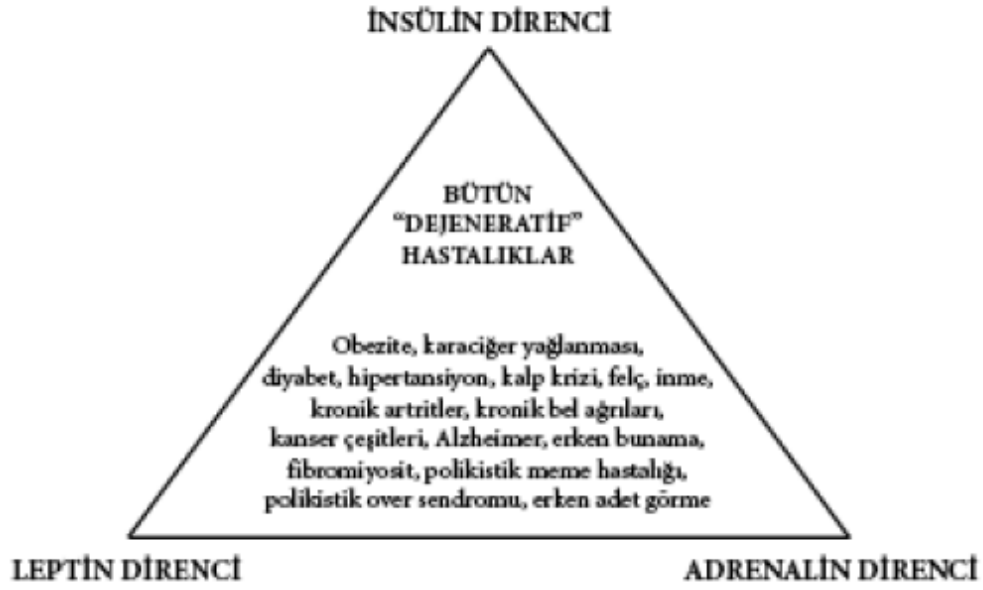 İNSÜLİN DİRENCİ
BÜTÜN
“DEJENERATİF”
HASTALIKLAR
Obezite, karaciğer yağlanması,
diyabet, hipertansiyon, kalp krizi, felç, inme,
kronik artritler, kronik bel ağrıları,
kanser çeşitleri, Alzheimer, erken bunama,
fibromiyosit, polikistik meme hastalığı,
polikistik over sendromu, erken adet görme
LEPTİN DİRENCİ
ADRENALİN DİRENCİ